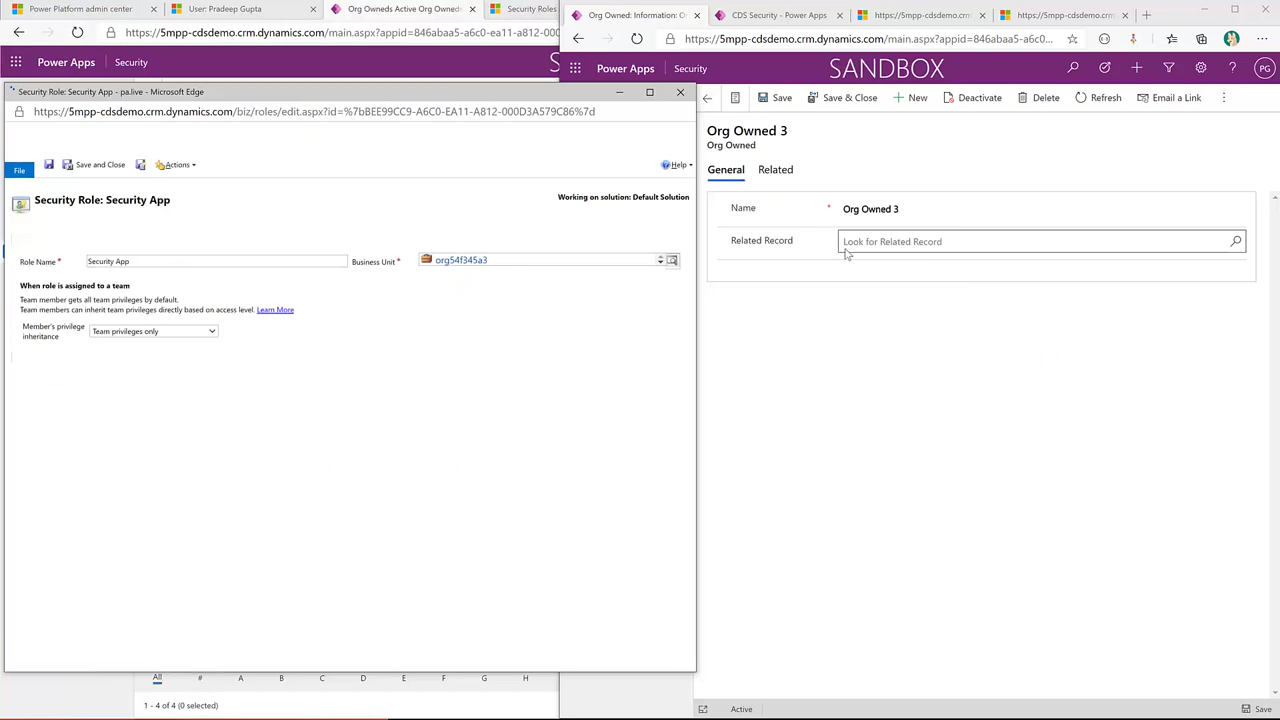 Power Platform admin center
User: Pradeep Gupta
Org Owneds Active Org Owned
Security Roles
https://5mpp-cdsdemo.crm.dynamics.com/main.aspx?appid=846abaa5-a6c0-ea11-a812-000
Power Apps
Security
Security Role: Security App - pa.live - Microsoft Edge
https://5mpp-cdsdemo.crm.dynamics.com/biz/roles/edit.aspx?id=%7bBEE99CC9-A6C0-EA11-A812-000D3A579C86%7d
File
Save and Close
Actions
Help
Security Role: Security App
Working on solution: Default Solution
Role Name *
Security App
Business Unit *
org54f345a3
When role is assigned to a team
Team member gets all team privileges by default.
Team members can inherit team privileges directly based on access level. Learn More
Member's privilege
inheritance
Team privileges only
All # A B C D E F G H
1 - 4 of 4 (0 selected)
Org Owned: Information: O
CDS Security - Power Apps
https://5mpp-cdsdemo.crm
https://5mpp-cdsdemo.crm
https://5mpp-cdsdemo.crm.dynamics.com/main.aspx?appid=846abaa5-a6c0...
Power Apps
Security
SANDBOX
PG
Save
Save & Close
New
Deactivate
Delete
Refresh
Email a Link
Org Owned 3
Org Owned
General
Related
Name *
Org Owned 3
Related Record
Look for Related Record
Active
Save